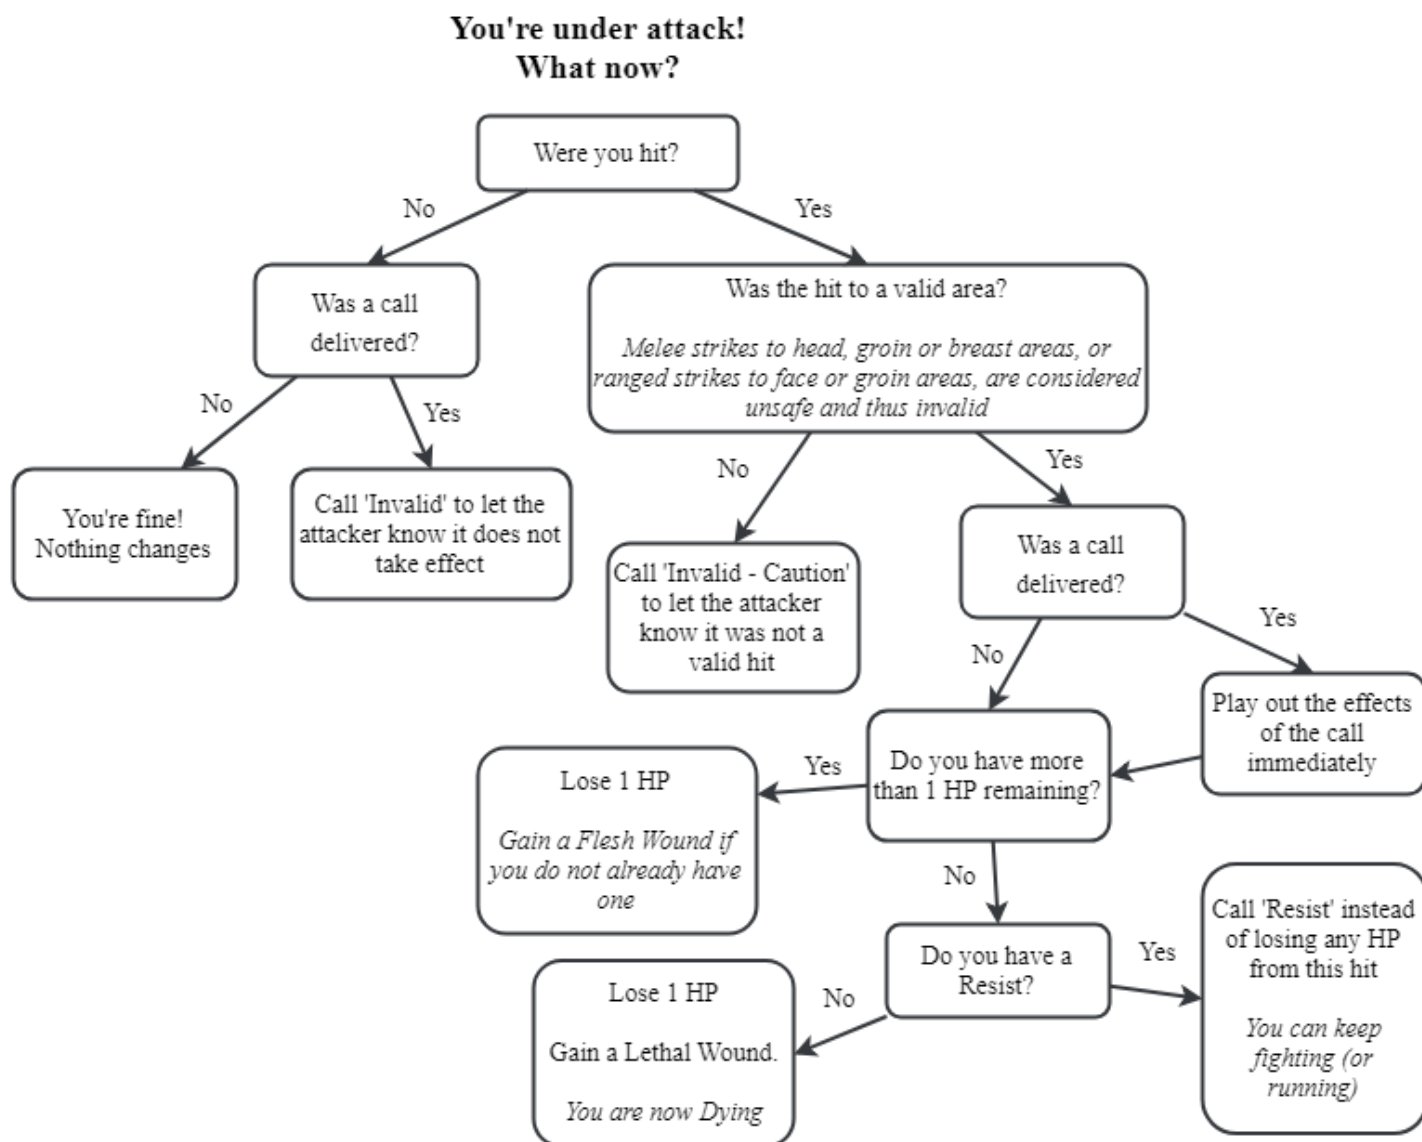 You're under attack!
What now?
Were you hit?
No
Yes
Was a call
delivered?
Was the hit to a valid area?
Melee strikes to head, groin or breast areas, or
ranged strikes to face or groin areas, are considered
unsafe and thus invalid
No
Yes
No
Yes
You're fine!
Nothing changes
Call 'Invalid' to let the
attacker know it does not
take effect
Call 'Invalid - Caution'
to let the attacker
know it was not a
valid hit
Was a call
delivered?
No
Yes
Play out the effects
of the call
immediately
Do you have more
than 1 HP remaining?
Yes
Lose 1 HP
Gain a Flesh Wound if
you do not already have
one
No
Do you have a
Resist?
Yes
Call 'Resist' instead
of losing any HP
from this hit
You can keep
fighting (or
running)
No
Lose 1 HP
Gain a Lethal Wound.
You are now Dying